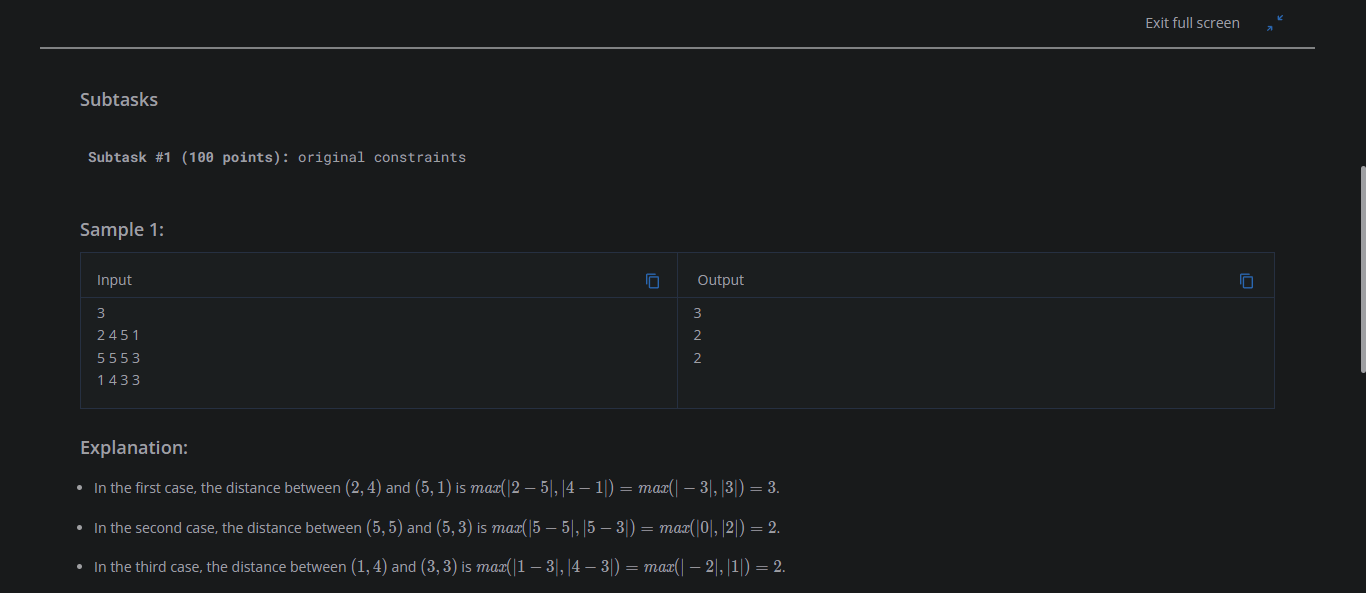 Exit full screen
Subtasks
Subtask #1 (100 points): original constraints
Sample 1:
Input
Output
3
2 4 5 1
5 5 5 3
1 4 3 3
3
2
2
Explanation:
In the first case, the distance between (2, 4) and (5, 1) is max(|2 − 5|, |4 − 1|) = max(| − 3|, |3|) = 3.
In the second case, the distance between (5, 5) and (5, 3) is max(|5 − 5|, |5 − 3|) = max(|0|, |2|) = 2.
In the third case, the distance between (1, 4) and (3, 3) is max(|1 − 3|, |4 − 3|) = max(| − 2|, |1|) = 2.